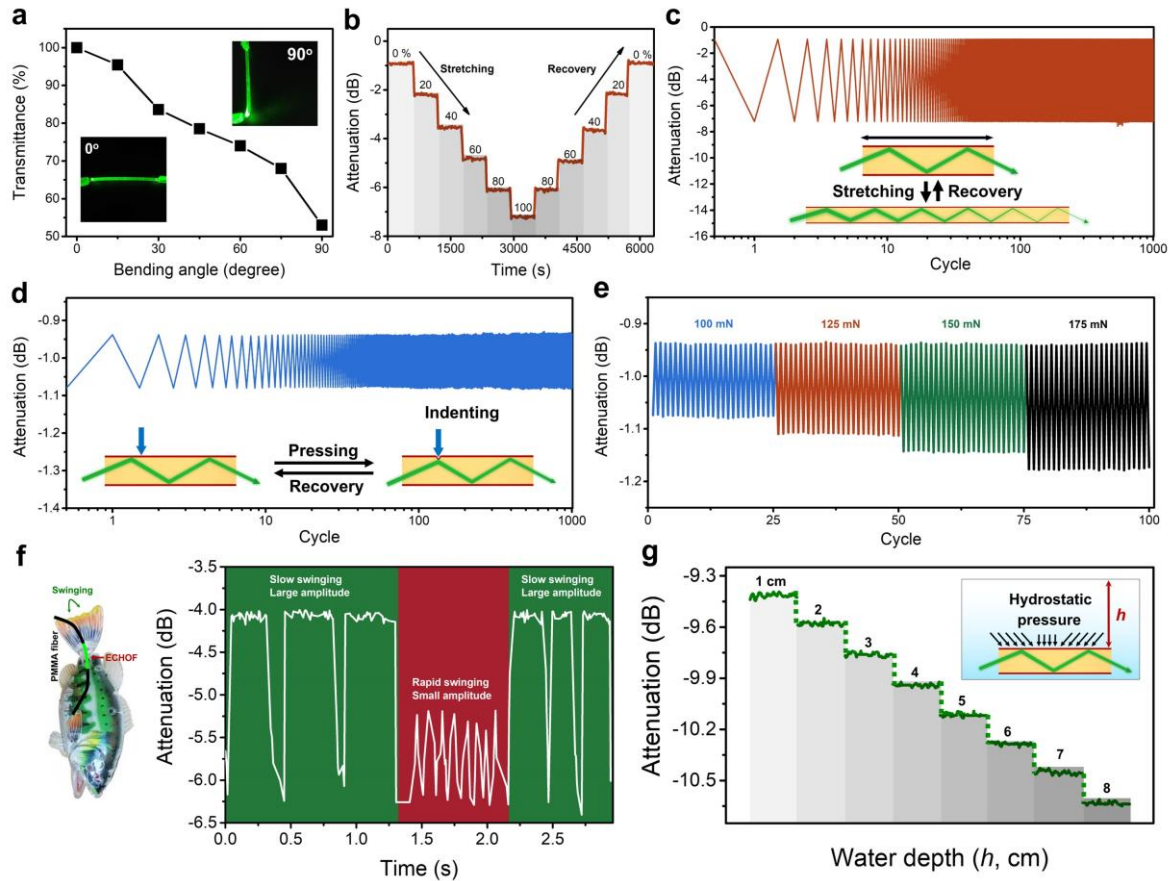 a
100
95
90
85
80
75
70
65
60
55
50
Transmittance (%)
90°
0°
0
30
60
90
Bending angle (degree)
b
0
-2
-4
-6
-8
Attenuation (dB)
0 %
Stretching
Recovery
0 %
20
20
40
40
60
60
80
80
100
0
1500
3000
4500
6000
Time (s)
c
0
-2
-4
-6
-8
-10
-12
-14
-16
Attenuation (dB)
Stretching
Recovery
1
10
100
1000
Cycle
d
-0.9
-1.0
-1.1
-1.2
-1.3
-1.4
Attenuation (dB)
Indenting
Pressing
Recovery
1
10
100
1000
Cycle
e
-0.9
-1.0
-1.1
-1.2
Attenuation (dB)
100 mN
125 mN
150 mN
175 mN
0
25
50
75
100
Cycle
f
Swinging
PMMA fiber
ECHOF
-3.5
-4.0
-4.5
-5.0
-5.5
-6.0
-6.5
Attenuation (dB)
Slow swinging
Large amplitude
Rapid swinging
Small amplitude
Slow swinging
Large amplitude
0.0
0.5
1.0
1.5
2.0
2.5
Time (s)
g
-9.3
-9.6
-9.9
-10.2
-10.5
Attenuation (dB)
1 cm
2
3
4
5
6
7
8
Hydrostatic
pressure
h
Water depth (h, cm)